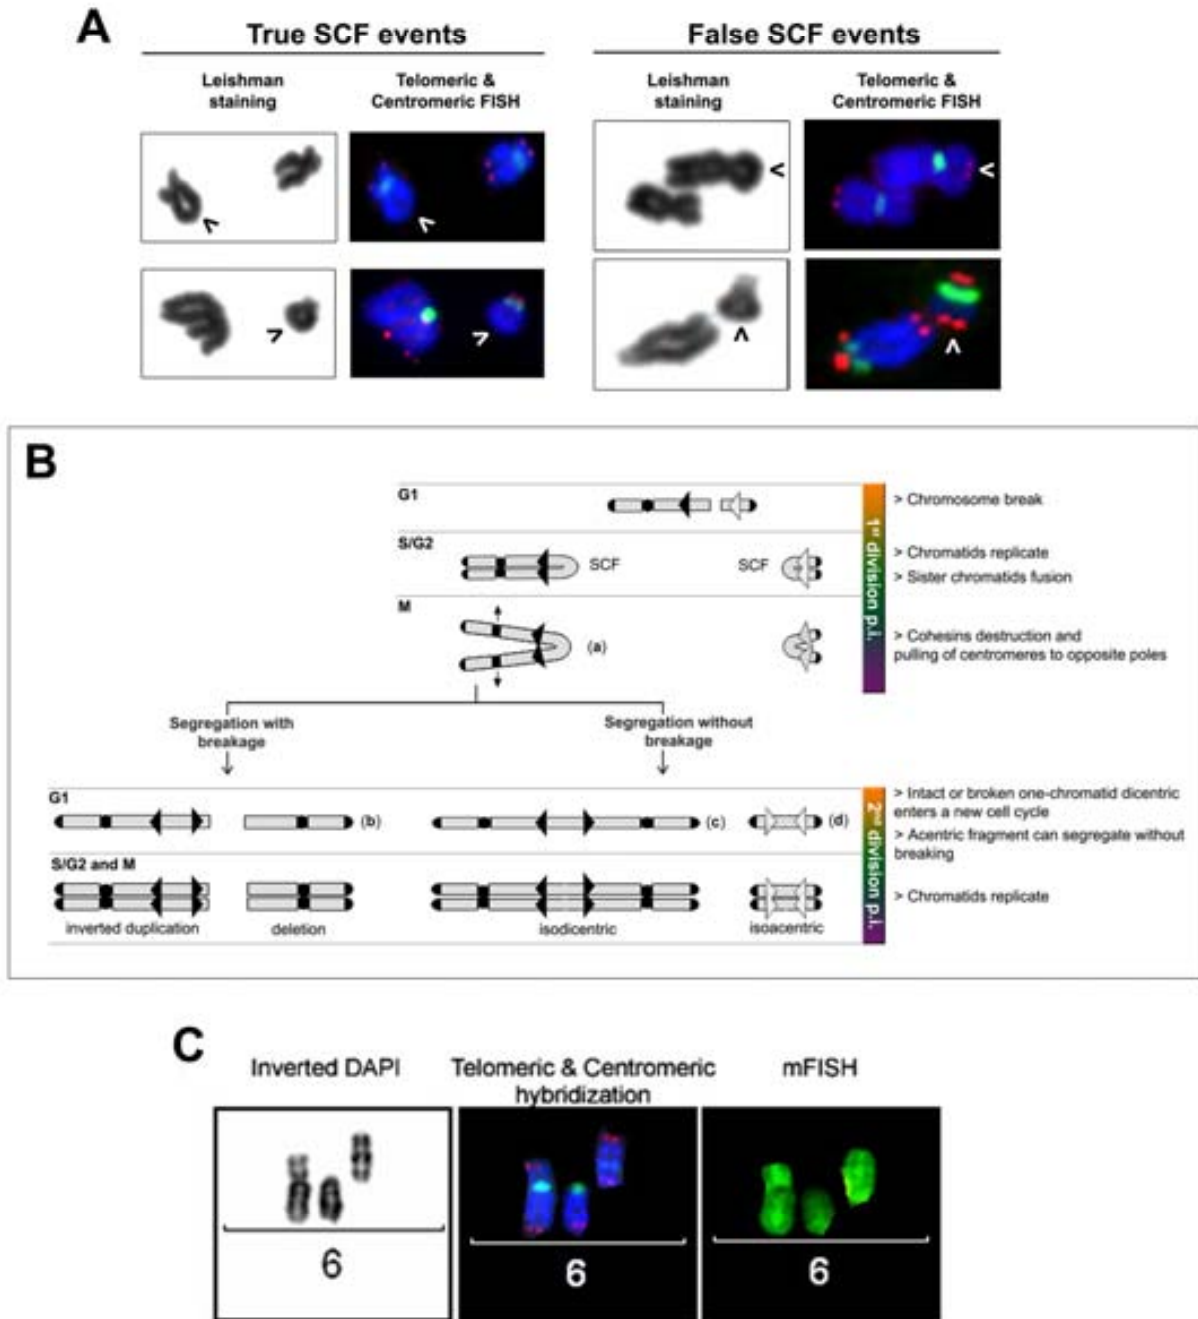 A
True SCF events
False SCF events
Leishman
staining
Telomeric &
Centromeric FISH
Leishman
staining
Telomeric &
Centromeric FISH
B
G1
> Chromosome break
S/G2
SCF
SCF
> Chromatids replicate
> Sister chromatids fusion
M
(a)
> Cohesins destruction and
pulling of centromeres to opposite poles
1st division p.i.
Segregation with
breakage
Segregation without
breakage
G1
(b)
(c)
(d)
> Intact or broken one-chromatid dicentric
enters a new cell cycle
> Acentric fragment can segregate without
breaking
S/G2 and M
> Chromatids replicate
inverted duplication
deletion
isodicentric
isoacentric
2nd division p.i.
C
Inverted DAPI
Telomeric & Centromeric
hybridization
mFISH
6
6
6